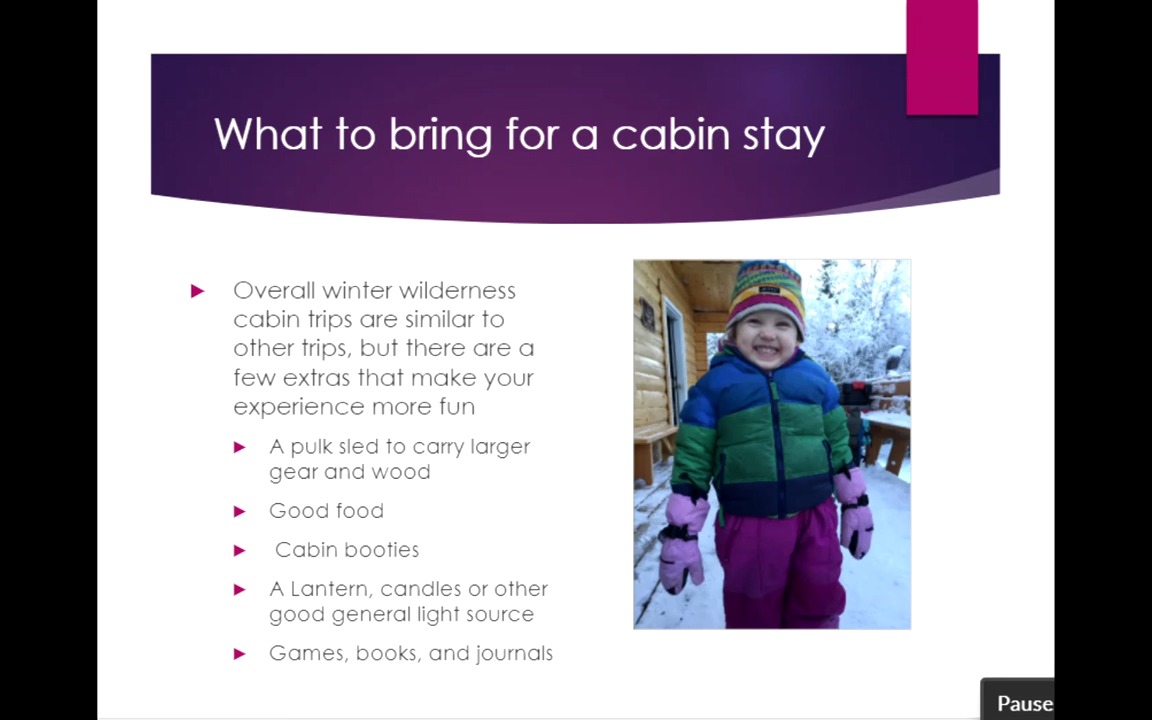 What to bring for a cabin stay
Overall winter wilderness
cabin trips are similar to
other trips, but there are a
few extras that make your
experience more fun
A pulk sled to carry larger
gear and wood
Good food
Cabin booties
A Lantern, candles or other
good general light source
Games, books, and journals
Pause